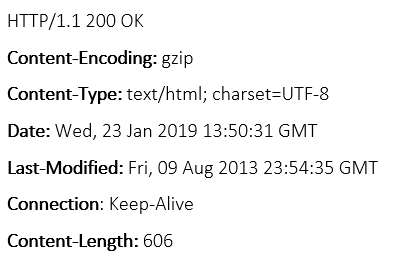 HTTP/1.1 200 OK
Content-Encoding: gzip
Content-Type: text/html; charset=UTF-8
Date: Wed, 23 Jan 2019 13:50:31 GMT
Last-Modified: Fri, 09 Aug 2013 23:54:35 GMT
Connection: Keep-Alive
Content-Length: 606